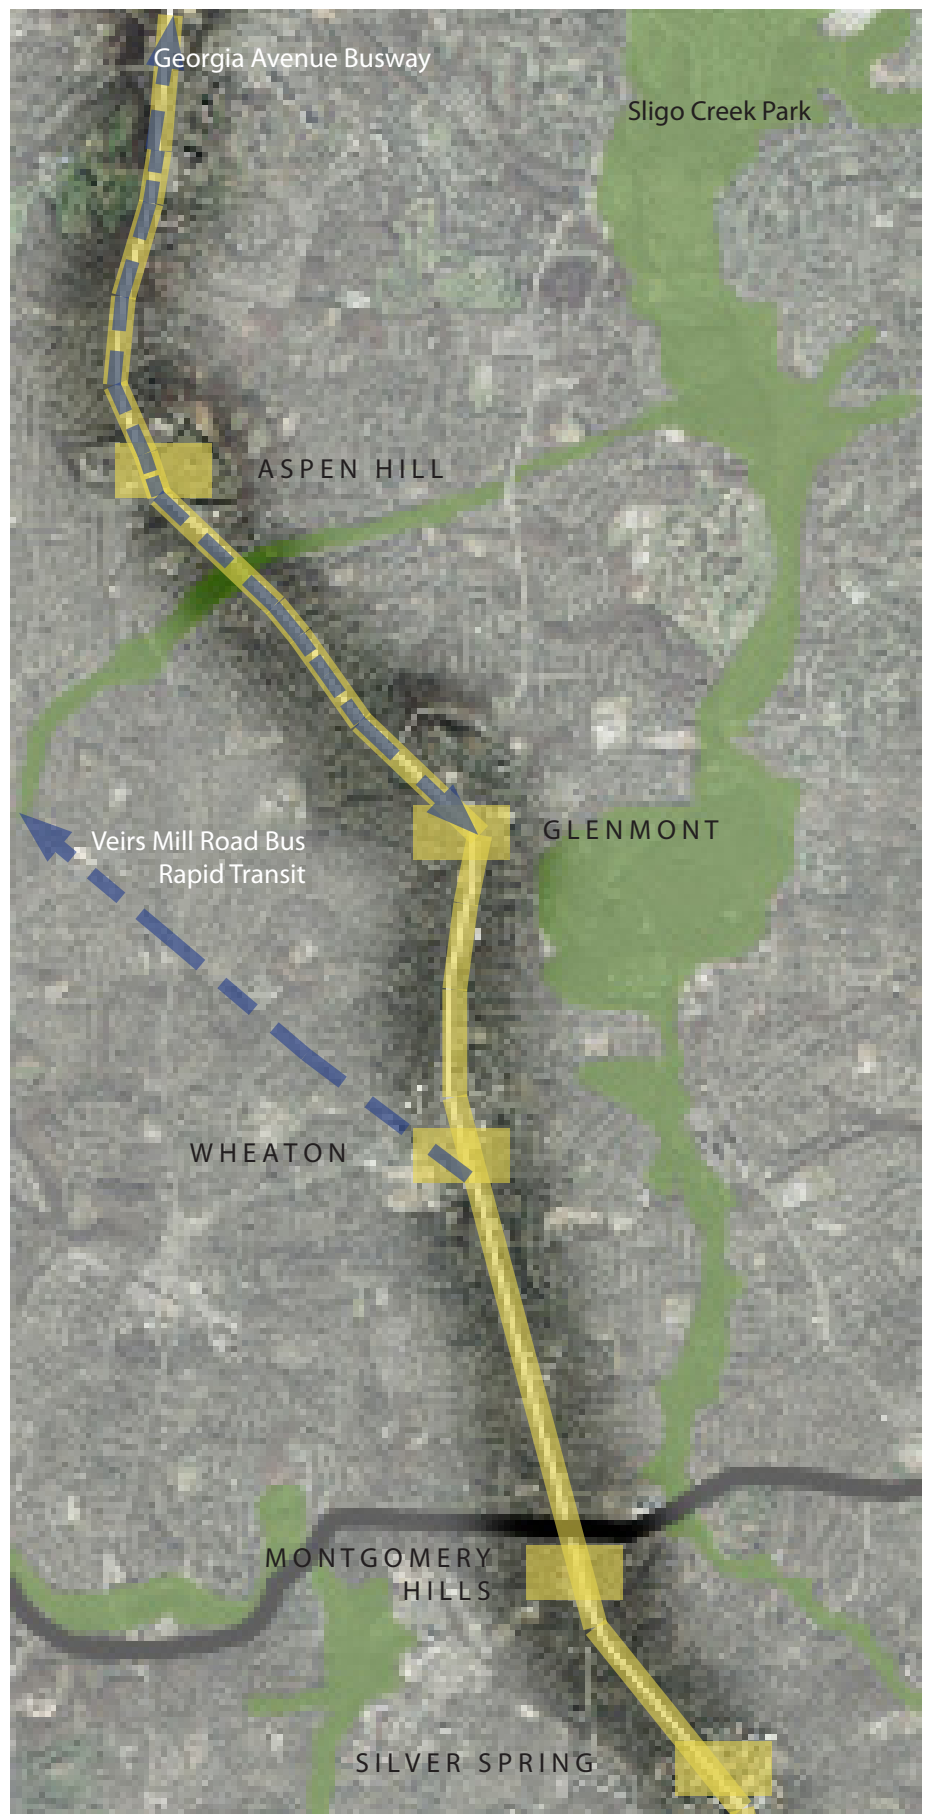 Georgia Avenue Busway
Sligo Creek Park
ASPEN HILL
GLENMONT
Veirs Mill Road Bus
Rapid Transit
WHEATON
MONTGOMERY
HILLS
SILVER SPRING